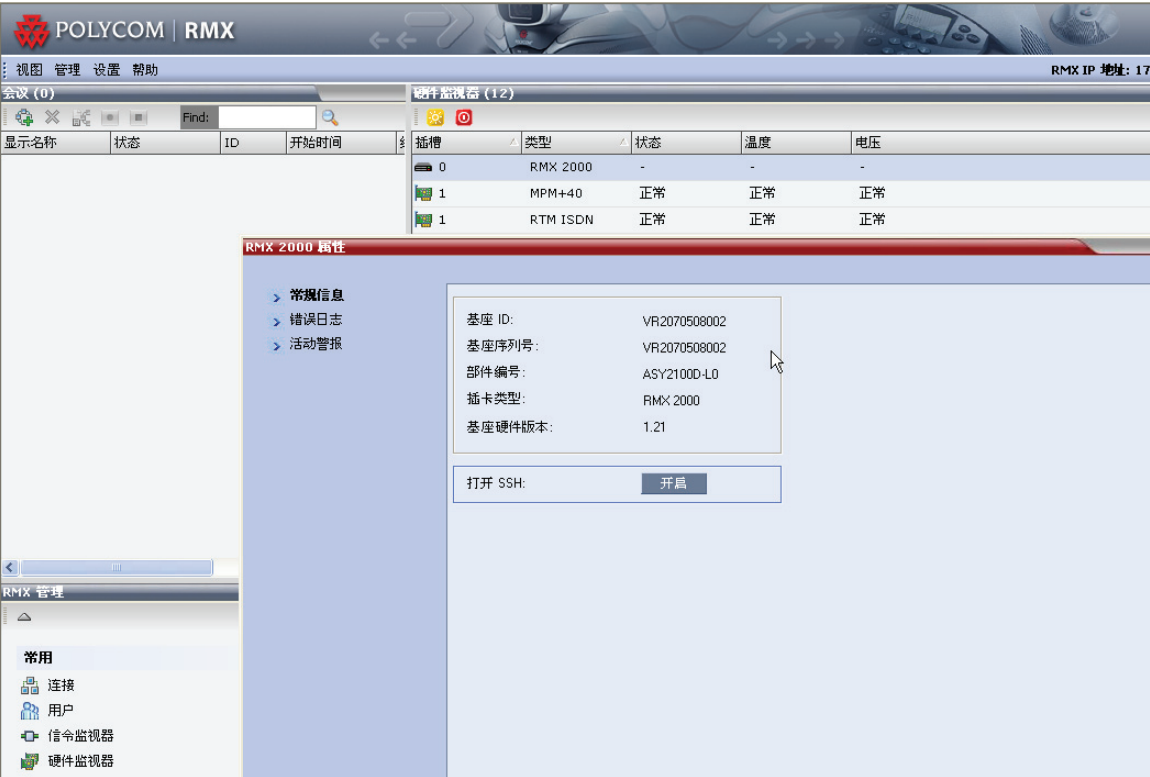 POLYCOM | RMX
视图 管理 设置 帮助
RMX IP 地址: 17
会议 (0)
Find:
显示名称 状态 ID 开始时间
硬件监视器 (12)
插槽 类型 状态 温度 电压
0 RMX 2000 - - -
1 MPM+40 正常 正常 正常
1 RTM ISDN 正常 正常 正常
RMX 2000 属性
常规信息
错误日志
活动警报
基座 ID: VR2070508002
基座序列号: VR2070508002
部件编号: ASY2100D-L0
插卡类型: RMX 2000
基座硬件版本: 1.21
打开 SSH: 开启
RMX 管理
常用
连接
用户
信令监视器
硬件监视器